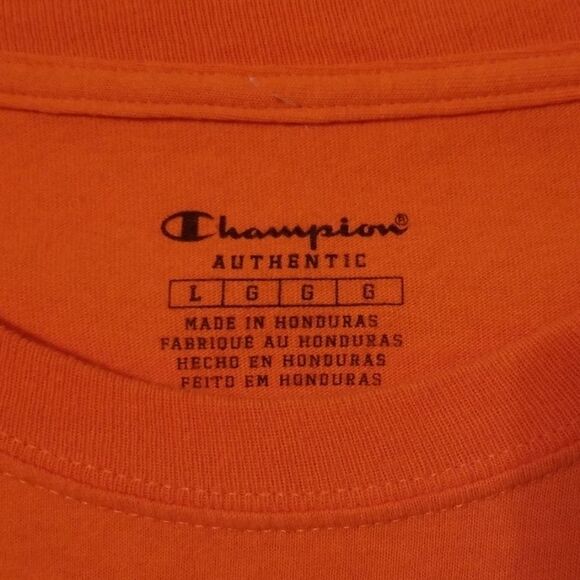 Champion®
AUTHENTIC
L G G G
MADE IN HONDURAS
FABRIQUÉ AU HONDURAS
HECHO EN HONDURAS
FEITO EM HONDURAS